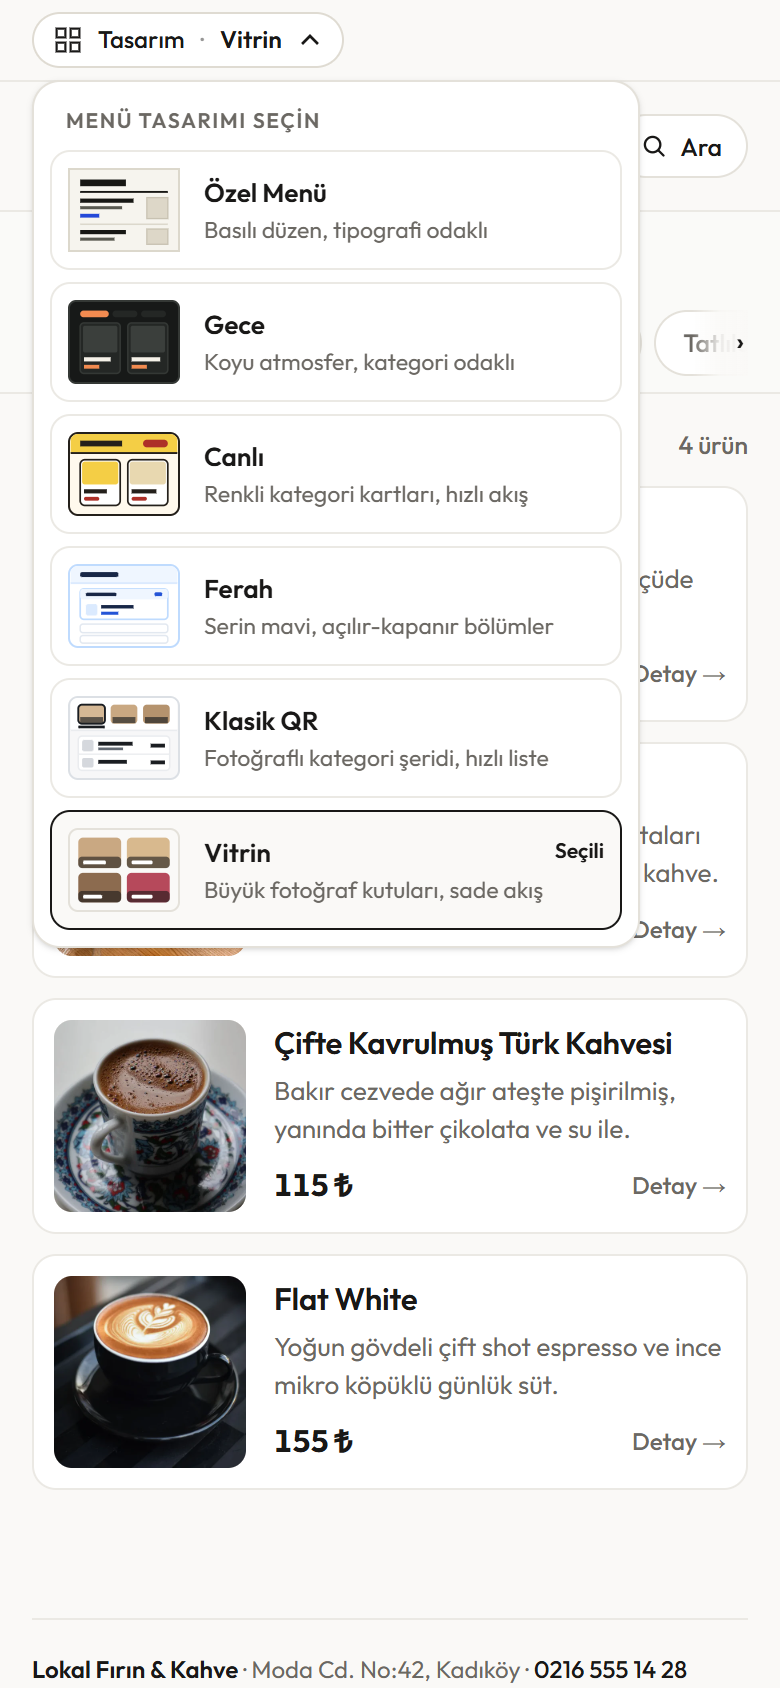 Tasarım · Vitrin
MENÜ TASARIMI SEÇİN
Ara
Özel Menü
Basılı düzen, tipografi odaklı
Gece
Koyu atmosfer, kategori odaklı
Canlı
Renkli kategori kartları, hızlı akış
4 ürün
Ferah
Serin mavi, açılır-kapanır bölümler
çüde
Detay →
Klasik QR
Fotoğraflı kategori şeridi, hızlı liste
Vitrin
Seçili
Büyük fotoğraf kutuları, sade akış
taları
kahve.
Detay →
Çifte Kavrulmuş Türk Kahvesi
Bakır cezvede ağır ateşte pişirilmiş,
yanında bitter çikolata ve su ile.
115 ₺
Detay →
Flat White
Yoğun gövdeli çift shot espresso ve ince
mikro köpüklü günlük süt.
155 ₺
Detay →
Lokal Fırın & Kahve · Moda Cd. No:42, Kadıköy · 0216 555 14 28